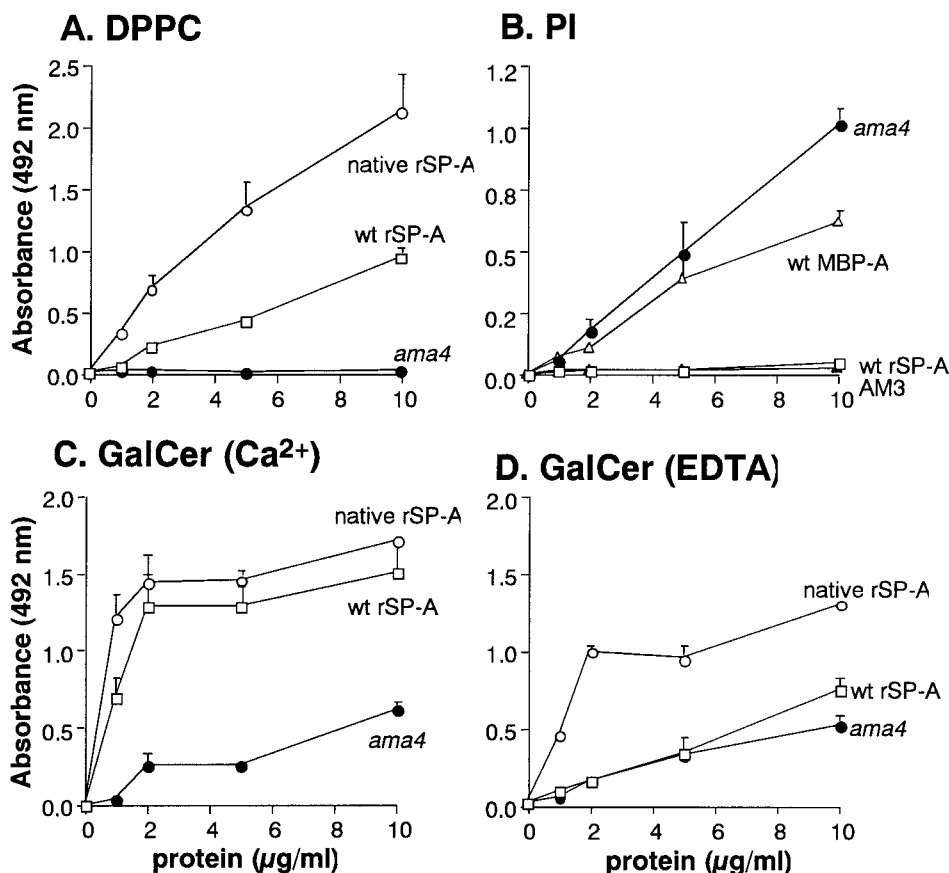 A. DPPC
Absorbance (492 nm)
2.5
2.0
1.5
1.0
0.5
0.0
0 2 4 6 8 10
native rSP-A
wt rSP-A
ama4
B. PI
1.2
1.0
0.8
0.5
0.2
0.0
0 2 4 6 8 10
ama4
wt MBP-A
wt rSP-A
AM3
C. GalCer (Ca2+)
Absorbance (492 nm)
2.0
1.5
1.0
0.5
0.0
0 2 4 6 8 10
protein (µg/ml)
native rSP-A
wt rSP-A
ama4
D. GalCer (EDTA)
2.0
1.5
1.0
0.5
0.0
0 2 4 6 8 10
protein (µg/ml)
native rSP-A
wt rSP-A
ama4